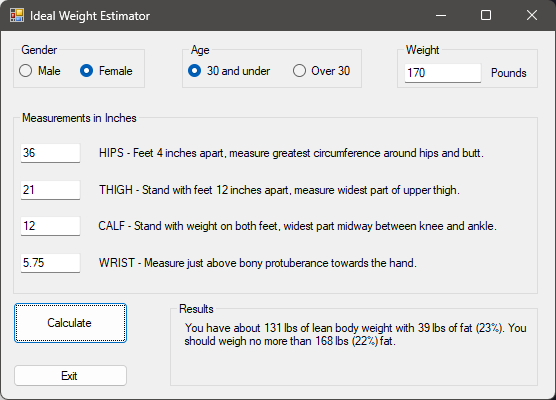 Ideal Weight Estimator
Gender
Male
Female
Age
30 and under
Over 30
Weight
170
Pounds
Measurements in Inches
36
HIPS - Feet 4 inches apart, measure greatest circumference around hips and butt.
21
THIGH - Stand with feet 12 inches apart, measure widest part of upper thigh.
12
CALF - Stand with weight on both feet, widest part midway between knee and ankle.
5.75
WRIST - Measure just above bony protuberance towards the hand.
Calculate
Exit
Results
You have about 131 lbs of lean body weight with 39 lbs of fat (23%). You
should weigh no more than 168 lbs (22%) fat.